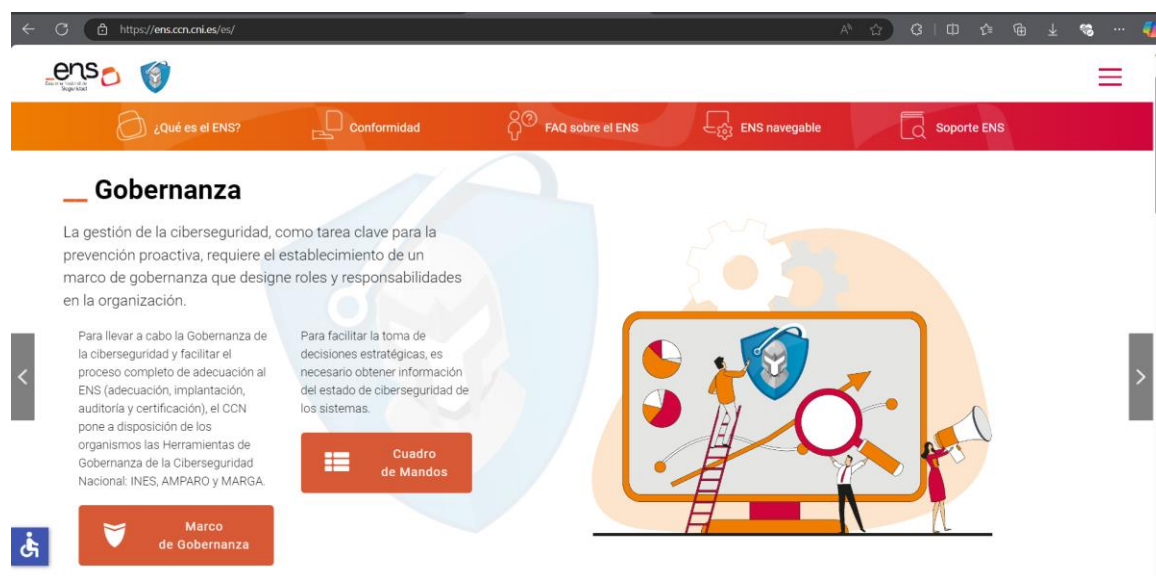 https://ens.ccn.cni.es/es/
ens
Esquema Nacional de
Seguridad
¿Qué es el ENS?
Conformidad
FAQ sobre el ENS
ENS navegable
Soporte ENS
Gobernanza
La gestión de la ciberseguridad, como tarea clave para la
prevención proactiva, requiere el establecimiento de un
marco de gobernanza que designe roles y responsabilidades
en la organización.
Para llevar a cabo la Gobernanza de
la ciberseguridad y facilitar el
proceso completo de adecuación al
ENS (adecuación, implantación,
auditoría y certificación), el CCN
pone a disposición de los
organismos las Herramientas de
Gobernanza de la Ciberseguridad
Nacional: INES, AMPARO y MARGA.
Marco
de Gobernanza
Para facilitar la toma de
decisiones estratégicas, es
necesario obtener información
del estado de ciberseguridad de
los sistemas.
Cuadro
de Mandos